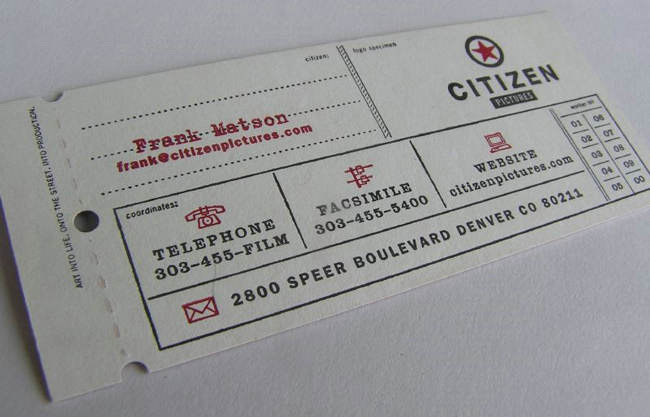 ART INTO LIFE, ONTO THE STREET, INTO PRODUCTION.
citizen:
Frank Matson
frank@citizenpictures.com
logo specimen
CITIZEN
PICTURES
coordinates:
TELEPHONE
303-455-FILM
FACSIMILE
303-455-5400
WEBSITE
citizenpictures.com
2800 SPEER BOULEVARD DENVER CO 80211
01 06
02 07
03 08
04 09
05 00